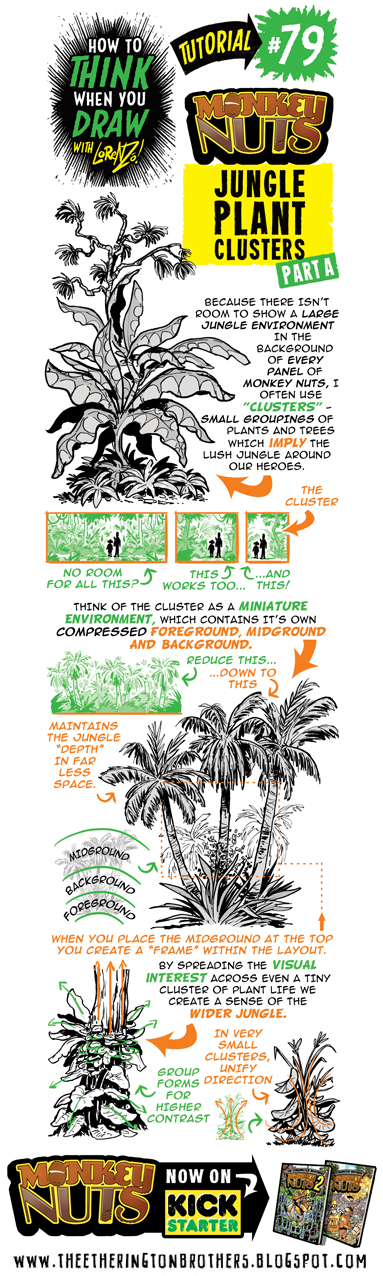 HOW TO
THINK
WHEN YOU
DRAW
WITH LORENZO!
TUTORIAL
#79
MONKEY
NUTS
JUNGLE
PLANT
CLUSTERS
PART A
BECAUSE THERE ISN'T
ROOM TO SHOW A LARGE
JUNGLE ENVIRONMENT
IN THE
BACKGROUND
OF EVERY
PANEL OF
MONKEY NUTS, I
OFTEN USE
"CLUSTERS" -
SMALL GROUPINGS OF
PLANTS AND TREES
WHICH IMPLY THE
LUSH JUNGLE AROUND
OUR HEROES.
THE
CLUSTER
NO ROOM
FOR ALL THIS?
THIS
WORKS TOO...
...AND
THIS!
THINK OF THE CLUSTER AS A MINIATURE
ENVIRONMENT, WHICH CONTAINS IT'S OWN
COMPRESSED FOREGROUND, MIDGROUND
AND BACKGROUND.
REDUCE THIS...
...DOWN TO
THIS
MAINTAINS
THE JUNGLE
"DEPTH"
IN FAR
LESS
SPACE.
MIDGROUND
BACKGROUND
FOREGROUND
WHEN YOU PLACE THE MIDGROUND AT THE TOP
YOU CREATE A "FRAME" WITHIN THE LAYOUT.
BY SPREADING THE VISUAL
INTEREST ACROSS EVEN A TINY
CLUSTER OF PLANT LIFE WE
CREATE A SENSE OF THE
WIDER JUNGLE.
IN VERY
SMALL
CLUSTERS,
UNIFY
DIRECTION
GROUP
FORMS
FOR
HIGHER
CONTRAST
MONKEY
NUTS
NOW ON
KICK
STARTER
2
WWW.THEETHERINGTONBROTHERS.BLOGSPOT.COM